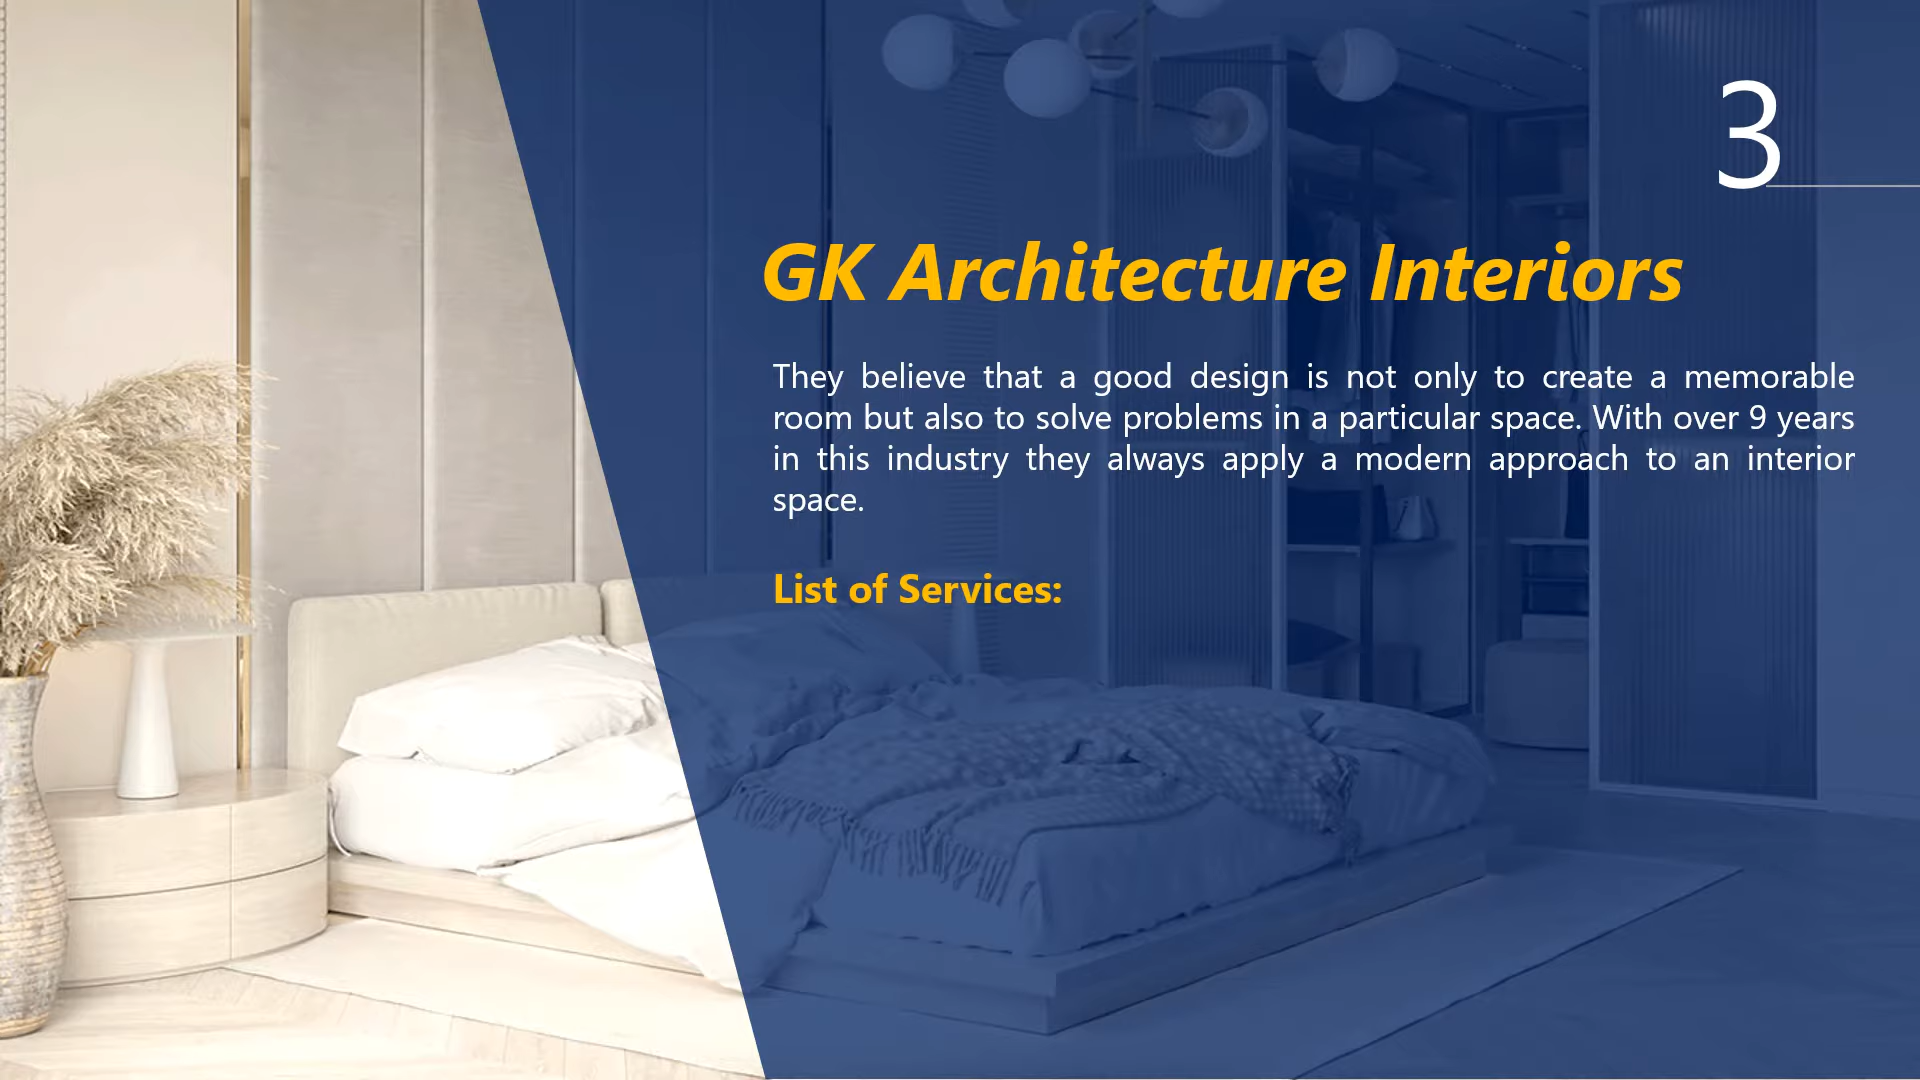 3
GK Architecture Interiors
They believe that a good design is not only to create a memorable
room but also to solve problems in a particular space. With over 9 years
in this industry they always apply a modern approach to an interior
space.
List of Services: